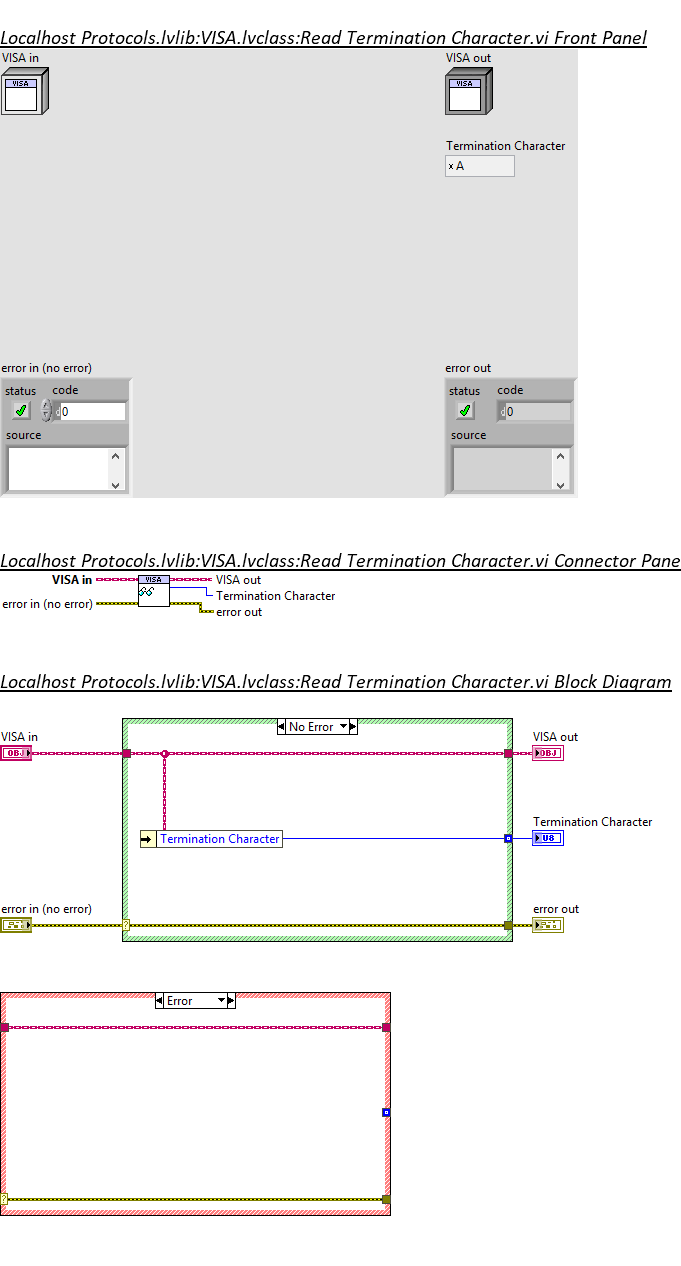 Localhost Protocols.lvlib:VISA.lvclass:Read Termination Character.vi Front Panel
VISA in
VISA out
VISA
VISA
Termination Character
x A
error in (no error)
error out
status code
status code
d 0
d 0
source
source
Localhost Protocols.lvlib:VISA.lvclass:Read Termination Character.vi Connector Pane
VISA in
VISA
VISA out
Termination Character
error in (no error)
error out
Localhost Protocols.lvlib:VISA.lvclass:Read Termination Character.vi Block Diagram
No Error
VISA in
VISA out
OBJ
OBJ
Termination Character
Termination Character
U8
error in (no error)
error out
?
Error
?